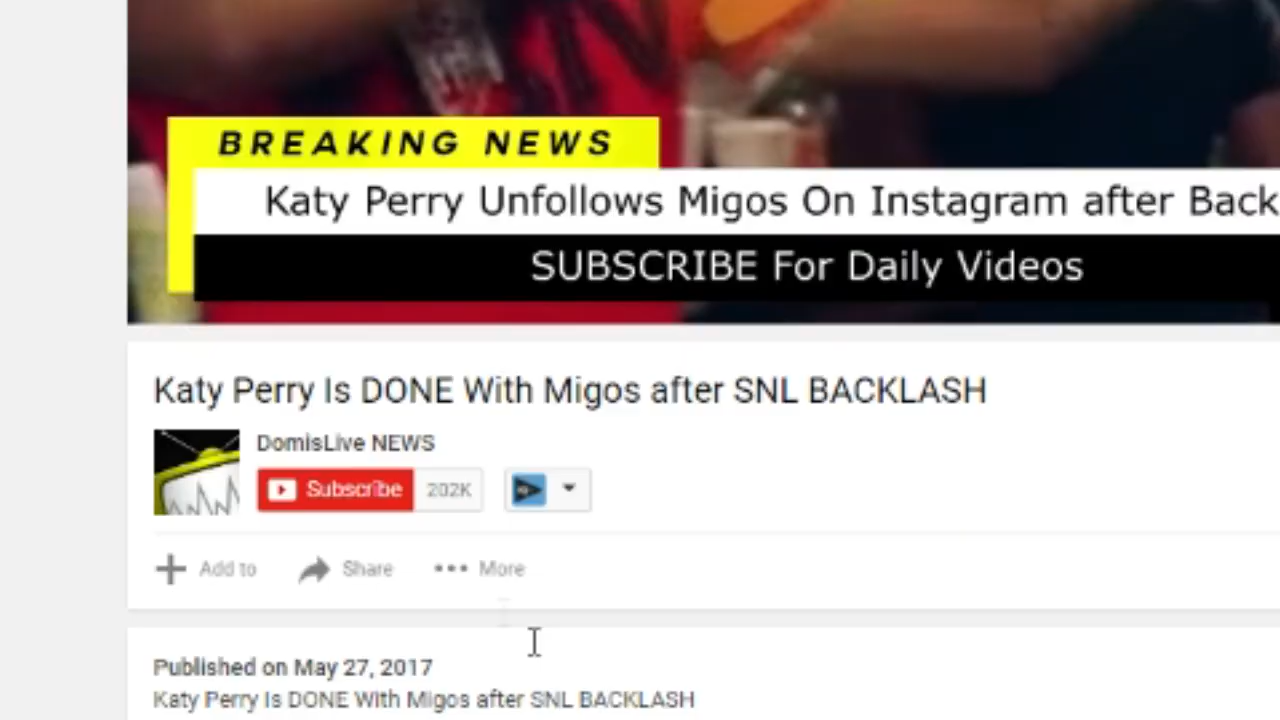 BREAKING NEWS
Katy Perry Unfollows Migos On Instagram after Back
SUBSCRIBE For Daily Videos
Katy Perry Is DONE With Migos after SNL BACKLASH
DomisLive NEWS
Subscribe 202K
Add to Share More
Published on May 27, 2017
Katy Perry Is DONE With Migos after SNL BACKLASH